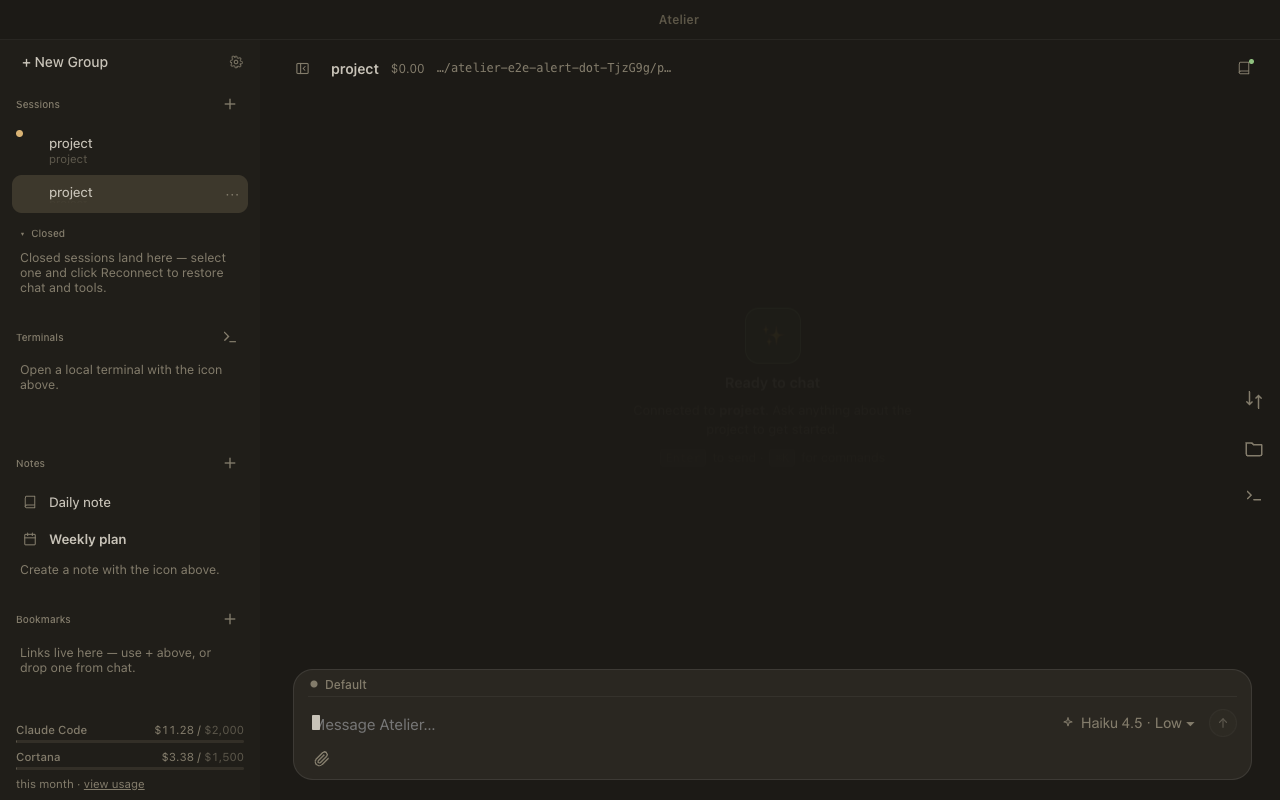 Atelier
+ New Group
Sessions
project
project
project
Closed
Closed sessions land here — select
one and click Reconnect to restore
chat and tools.
Terminals
Open a local terminal with the icon
above.
Notes
Daily note
Weekly plan
Create a note with the icon above.
Bookmarks
Links live here — use + above, or
drop one from chat.
Claude Code $11.28 / $2,000
Cortana $3.38 / $1,500
this month · view usage
project $0.00 …/atelier-e2e-alert-dot-TjzG9g/p…
Ready to chat
Default
Message Atelier...
Haiku 4.5 · Low